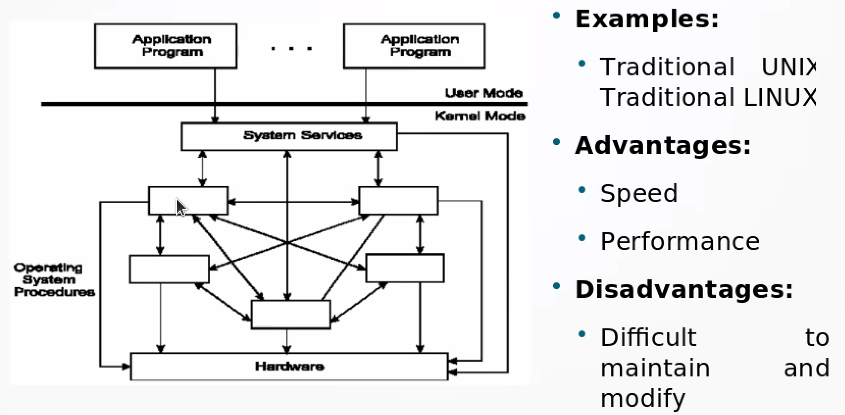 Application
Program
. . .
Application
Program
User Mode
Kernel Mode
System Services
Operating
System
Procedures
Hardware
• Examples:
• Traditional UNIX
Traditional LINUX
• Advantages:
• Speed
• Performance
• Disadvantages:
• Difficult to
maintain and
modify